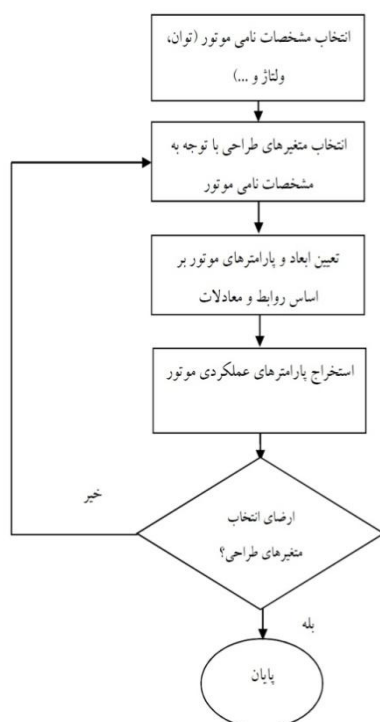 انتخاب مشخصات نامی موتور (توان،
ولتاژ و ...)
انتخاب متغیرهای طراحی با توجه به
مشخصات نامی موتور
تعیین ابعاد و پارامترهای موتور بر
اساس روابط و معادلات
استخراج پارامترهای عملکردی موتور
ارضای انتخاب
متغیرهای طراحی؟
خیر
بله
پایان